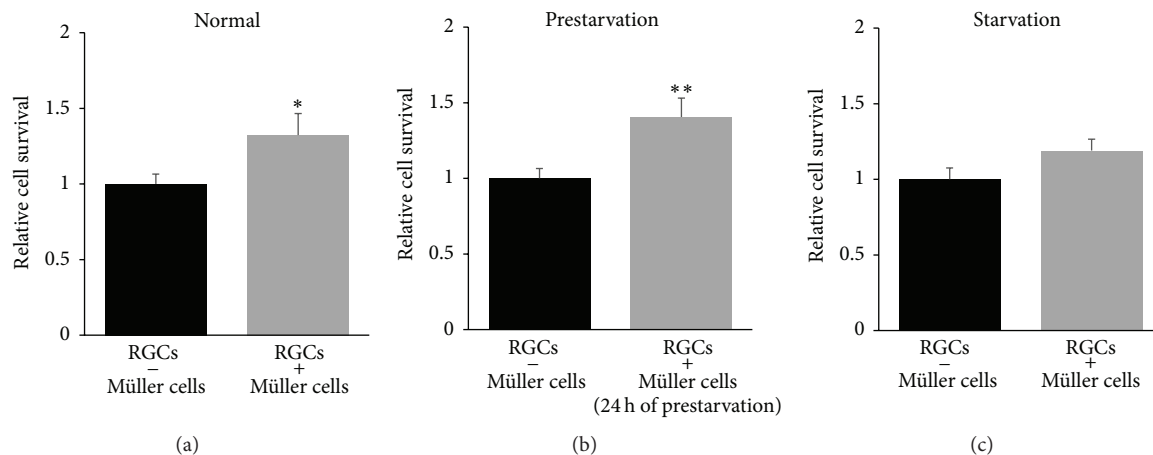 Normal
2
1.5
1
0.5
0
Relative cell survival
*
RGCs
−
Müller cells
RGCs
+
Müller cells
(a)
Prestarvation
2
1.5
1
0.5
0
Relative cell survival
**
RGCs
−
Müller cells
RGCs
+
Müller cells
(24 h of prestarvation)
(b)
Starvation
2
1.5
1
0.5
0
Relative cell survival
RGCs
−
Müller cells
RGCs
+
Müller cells
(c)